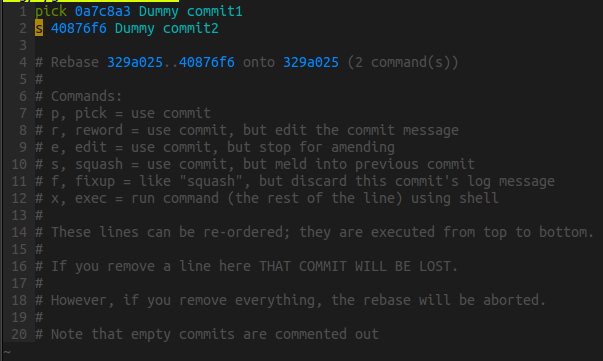 1 pick 0a7c8a3 Dummy commit1
2 s 40876f6 Dummy commit2
3
4 # Rebase 329a025..40876f6 onto 329a025 (2 command(s))
5 #
6 # Commands:
7 # p, pick = use commit
8 # r, reword = use commit, but edit the commit message
9 # e, edit = use commit, but stop for amending
10 # s, squash = use commit, but meld into previous commit
11 # f, fixup = like "squash", but discard this commit's log message
12 # x, exec = run command (the rest of the line) using shell
13 #
14 # These lines can be re-ordered; they are executed from top to bottom.
15 #
16 # If you remove a line here THAT COMMIT WILL BE LOST.
17 #
18 # However, if you remove everything, the rebase will be aborted.
19 #
20 # Note that empty commits are commented out
~